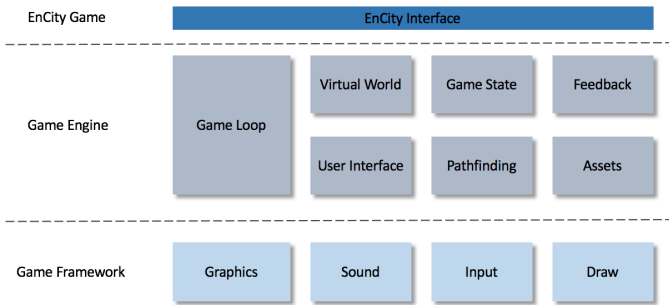 EnCity Game
EnCity Interface
Game Engine
Game Loop
Virtual World
Game State
Feedback
User Interface
Pathfinding
Assets
Game Framework
Graphics
Sound
Input
Draw